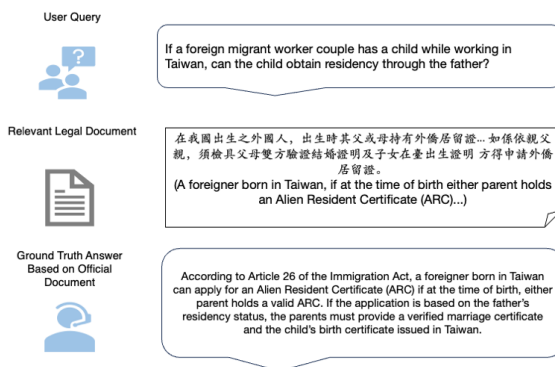 User Query
If a foreign migrant worker couple has a child while working in
Taiwan, can the child obtain residency through the father?
Relevant Legal Document
在我國出生之外國人，出生時其父或母持有外僑居留證... 如係依親父
親，須檢具父母雙方驗證結婚證明及子女在臺出生證明 方得申請外僑
居留證。
(A foreigner born in Taiwan, if at the time of birth either parent holds
an Alien Resident Certificate (ARC)...)
Ground Truth Answer
Based on Official
Document
According to Article 26 of the Immigration Act, a foreigner born in Taiwan
can apply for an Alien Resident Certificate (ARC) if at the time of birth, either
parent holds a valid ARC. If the application is based on the father's
residency status, the parents must provide a verified marriage certificate
and the child's birth certificate issued in Taiwan.